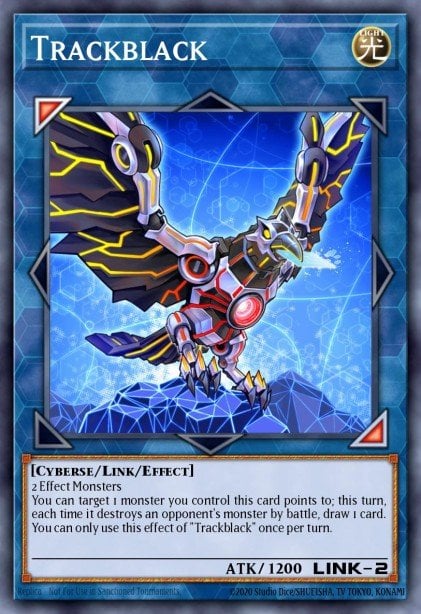 TRACKBLACK
LIGHT
光
[CYBERSE/LINK/EFFECT]
2 Effect Monsters
You can target 1 monster you control this card points to; this turn,
each time it destroys an opponent's monster by battle, draw 1 card.
You can only use this effect of "Trackblack" once per turn.
ATK/1200 LINK-2
Replica - Not For Use in Sanctioned Tournaments ©2020 Studio Dice/SHUEISHA, TV TOKYO, KONAMI